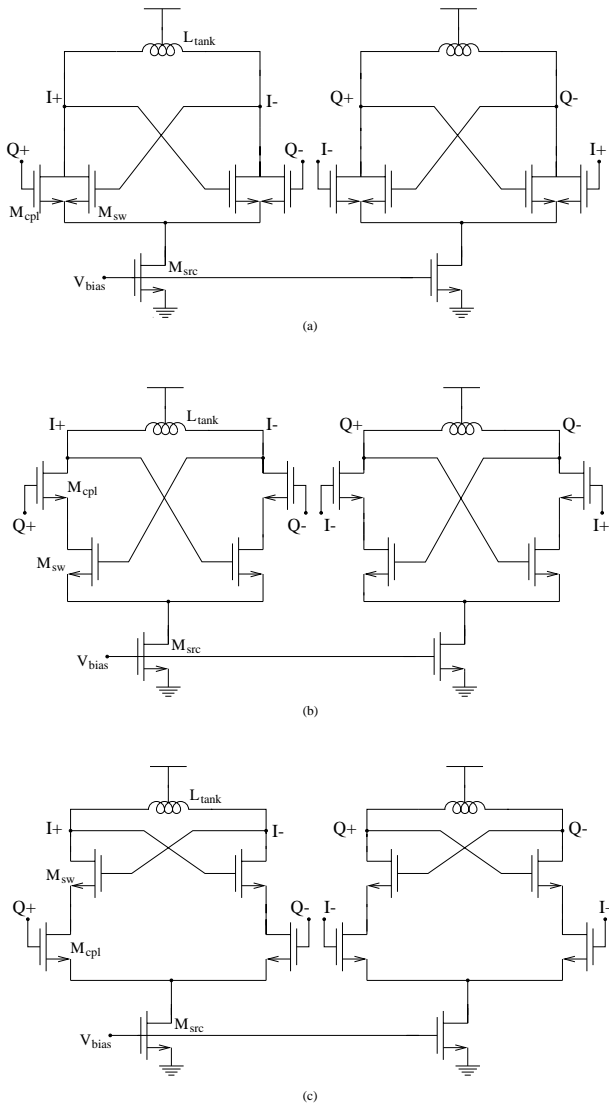 L_tank
I+ I- Q+ Q-
Q+ Q- I- I+
M_cpl M_sw
M_src
V_bias
(a)
I+ L_tank I- Q+ Q-
M_cpl
Q+ Q- I- I+
M_sw
M_src
V_bias
(b)
L_tank
I+ I- Q+ Q-
M_sw
Q+ Q- I-
M_cpl
M_src
V_bias
(c)